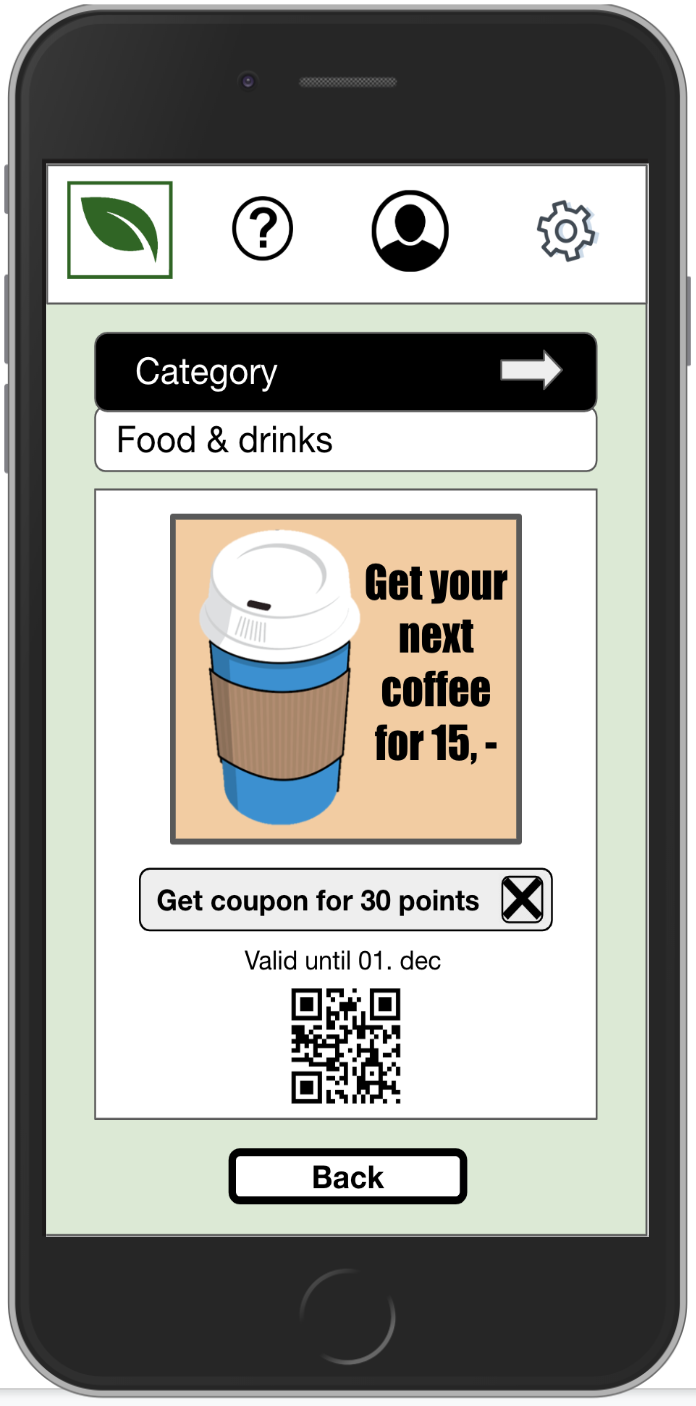 ?
Category
Food & drinks
Get your
next
coffee
for 15, -
Get coupon for 30 points
Valid until 01. dec
Back